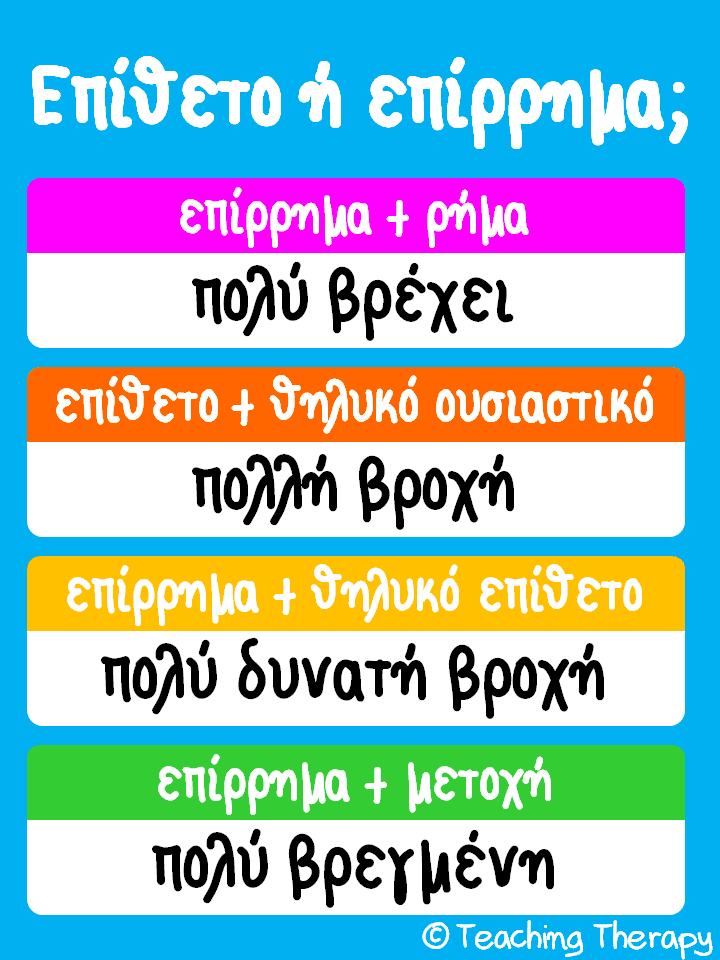 Επίθετο ή επίρρημα;
επίρρημα + ρήμα
πολύ βρέχει
επίθετο + θηλυκό ουσιαστικό
πολλή βροχή
επίρρημα + θηλυκό επίθετο
πολύ δυνατή βροχή
επίρρημα + μετοχή
πολύ βρεγμένη
© Teaching Therapy